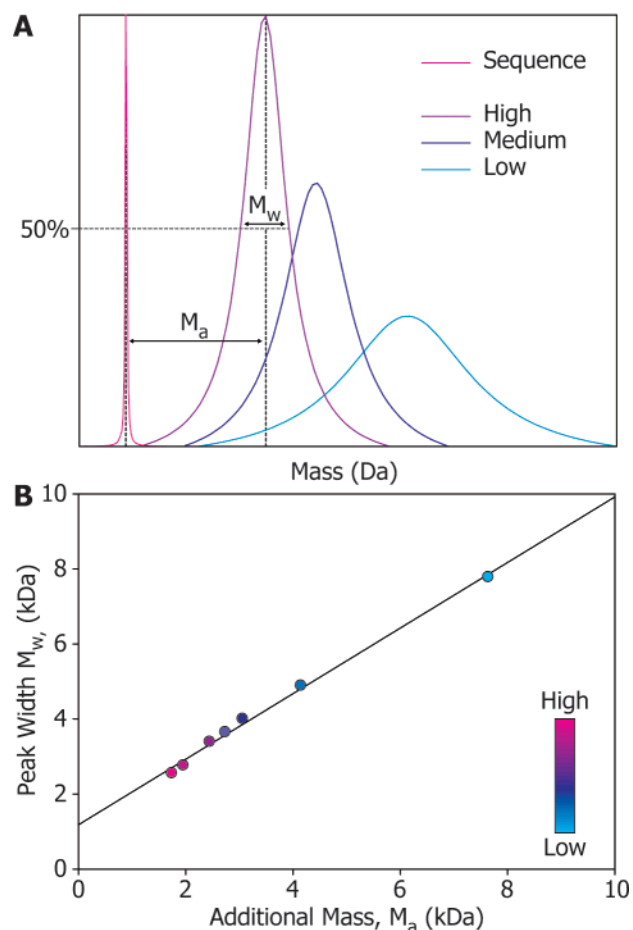 A
Sequence
High
Medium
Low
50%
Mw
Ma
Mass (Da)
B
10
8
6
4
2
0
Peak Width Mw, (kDa)
High
Low
0 2 4 6 8 10
Additional Mass, Ma (kDa)